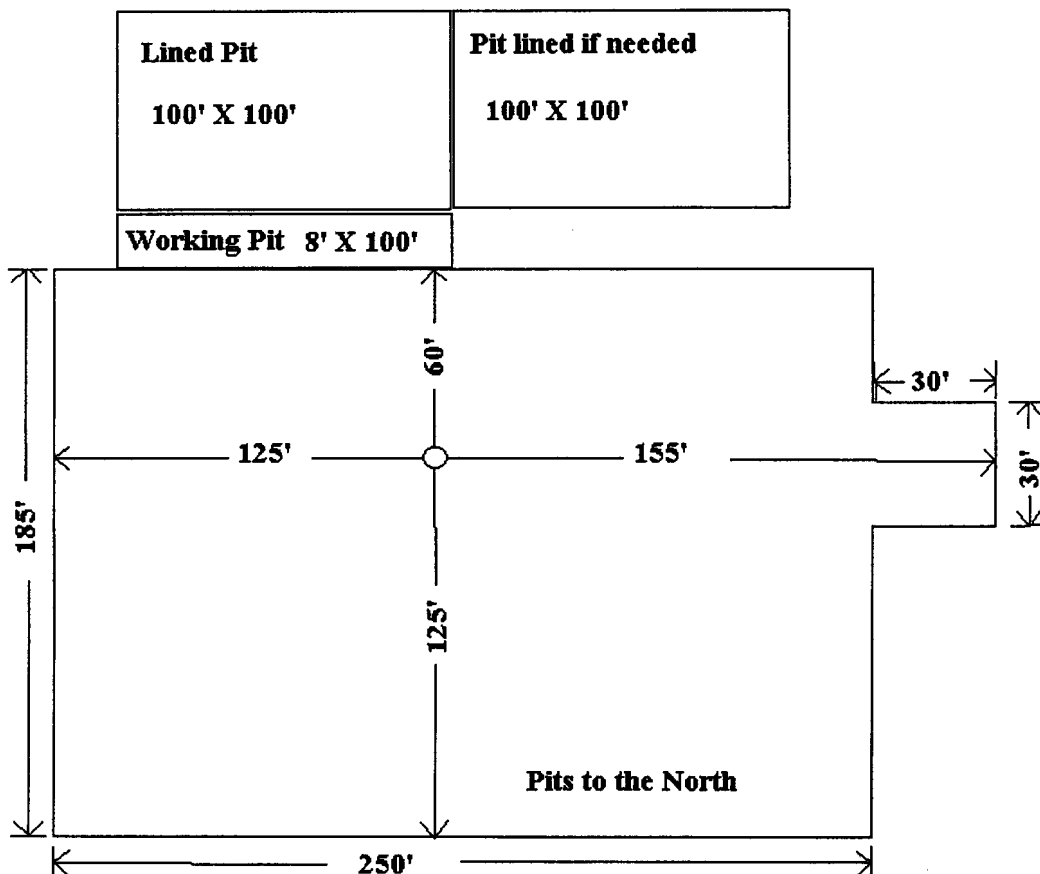 Lined Pit
100' X 100'
Pit lined if needed
100' X 100'
Working Pit 8' X 100'
60'
30'
125'
155'
30'
185'
125'
Pits to the North
250'